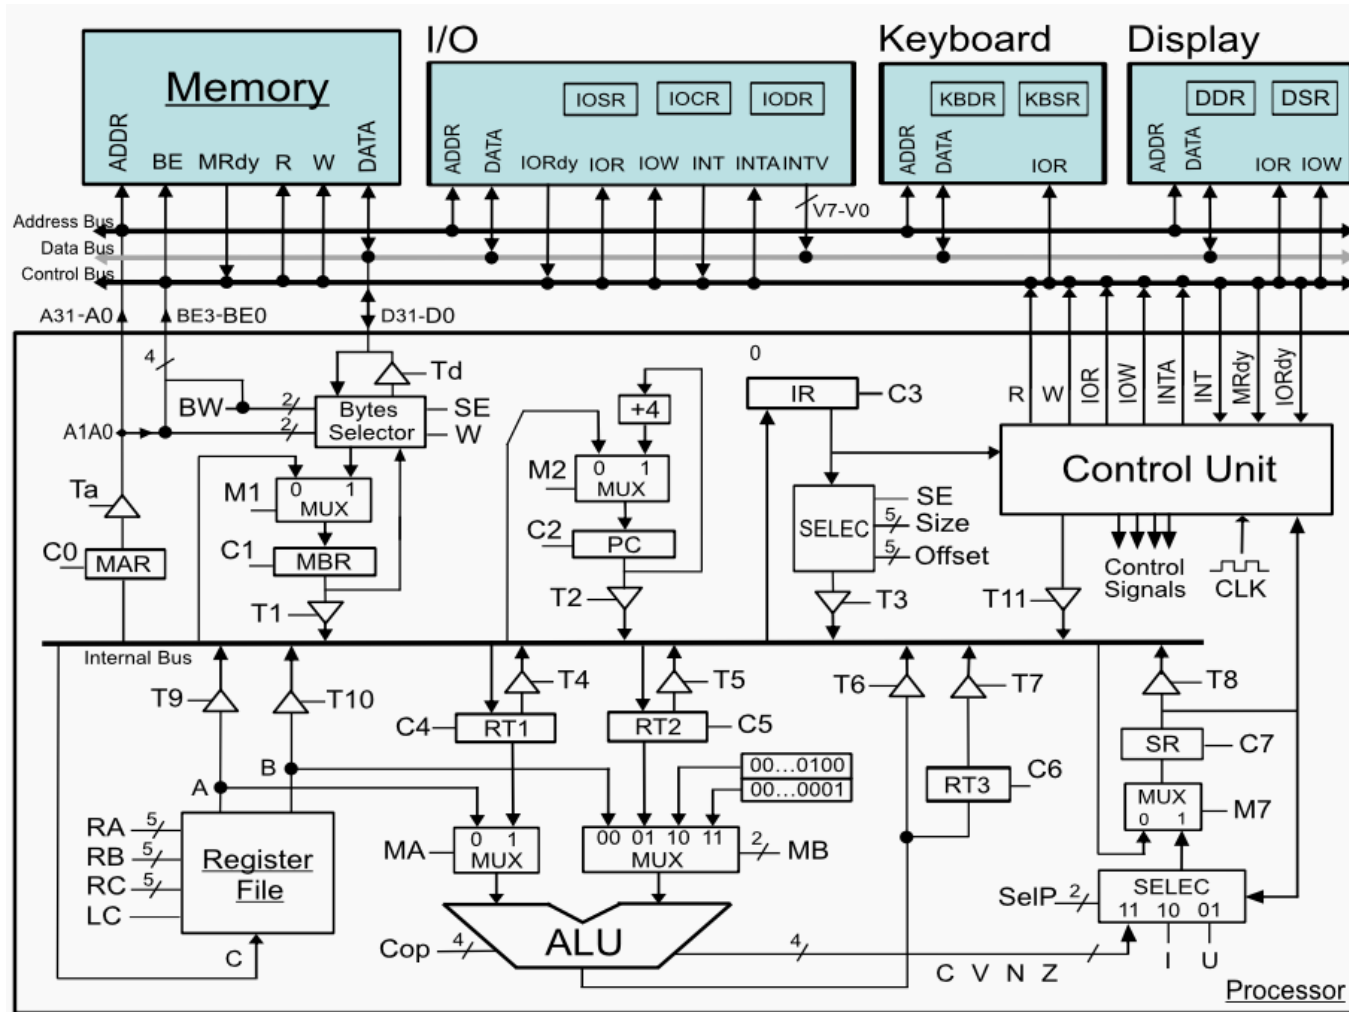 I/O
Keyboard
Display
Memory
ADDR
BE
MRdy
R
W
DATA
IOSR
IOCR
IODR
ADDR
DATA
IORdy
IOR
IOW
INT
INTA
INTV
KBDR
KBSR
ADDR
DATA
IOR
DDR
DSR
ADDR
DATA
IOR
IOW
V7-V0
Address Bus
Data Bus
Control Bus
A31-A0
BE3-BE0
D31-D0
4
Td
BW
2
Bytes
Selector
SE
A1A0
2
W
0
IR
C3
R
W
IOR
IOW
INTA
INT
MRdy
IORdy
+4
M1
0 1
MUX
M2
0 1
MUX
Ta
C0
MAR
C1
MBR
C2
PC
SELEC
SE
5
Size
5
Offset
Control Unit
Control
Signals
CLK
T1
T2
T3
T11
Internal Bus
T9
T10
T4
T5
T6
T7
T8
C4
RT1
RT2
C5
SR
C7
A
B
00...0100
00...0001
RT3
C6
MUX
0 1
M7
RA
5
RB
5
RC
5
LC
Register
File
C
MA
0 1
MUX
00 01 10 11
MUX
2
MB
SelP
2
SELEC
11 10 01
I
U
Cop
4
ALU
4
C V N Z
Processor